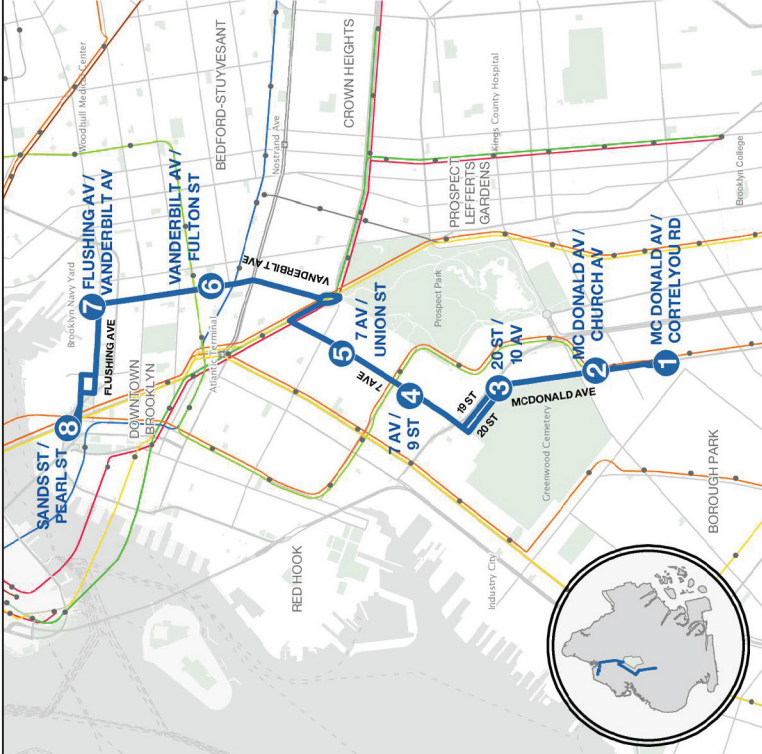 Woodhull Medical Center
BEDFORD-STUYVESANT
Nostrand Ave
CROWN HEIGHTS
Kings County Hospital
PROSPECT
LEFFERTS
GARDENS
Brooklyn College
7
FLUSHING AV /
VANDERBILT AV
VANDERBILT AV /
FULTON ST
6
VANDERBILT AVE
Brooklyn Navy Yard
FLUSHING AVE
Atlantic Terminal
DOWNTOWN
BROOKLYN
8
SANDS ST /
PEARL ST
5
7 AV /
UNION ST
Prospect Park
7 AVE
4
7 AV /
9 ST
3
20 ST /
10 AV
19 ST
20 ST
MCDONALD AVE
2
MC DONALD AV /
CHURCH AV
1
MC DONALD AV /
CORTELYOU RD
Greenwood Cemetery
RED HOOK
Industry City
BOROUGH PARK